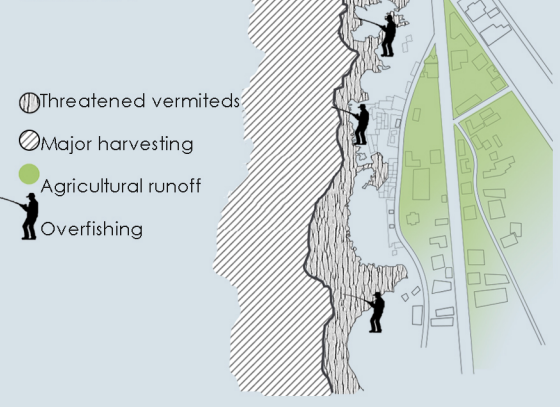 Threatened vermiteds
Major harvesting
Agricultural runoff
Overfishing